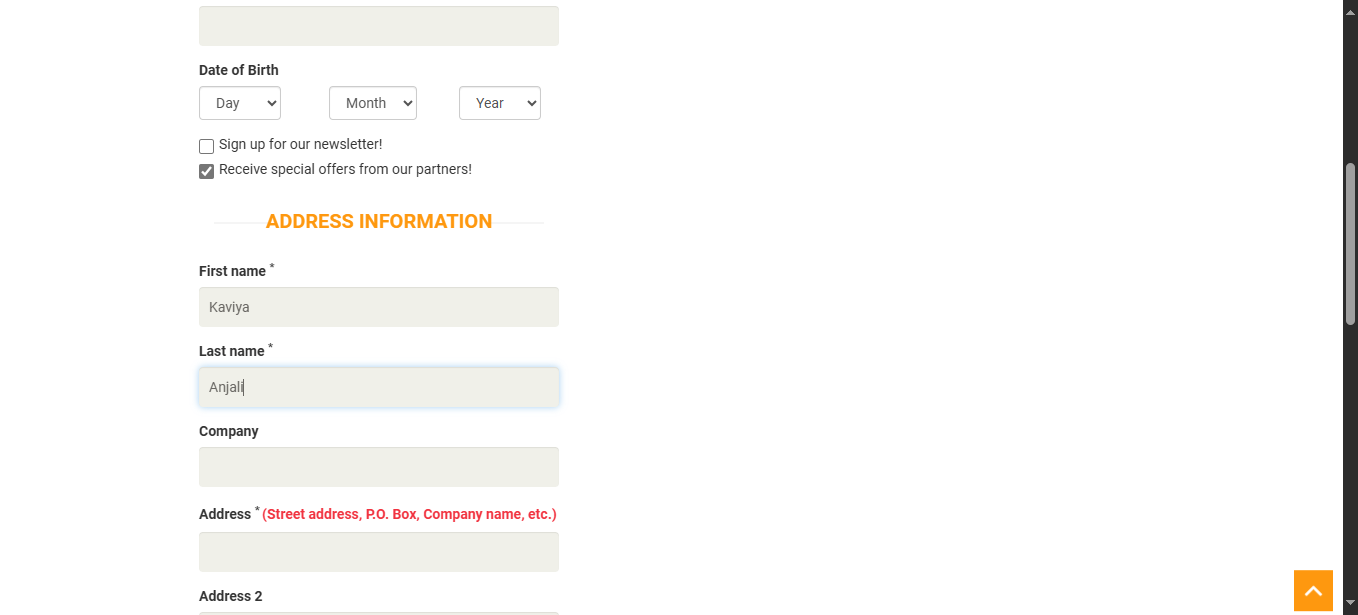 Date of Birth
Day Month Year
Sign up for our newsletter!
Receive special offers from our partners!
ADDRESS INFORMATION
First name *
Kaviya
Last name *
Anjali
Company
Address * (Street address, P.O. Box, Company name, etc.)
Address 2